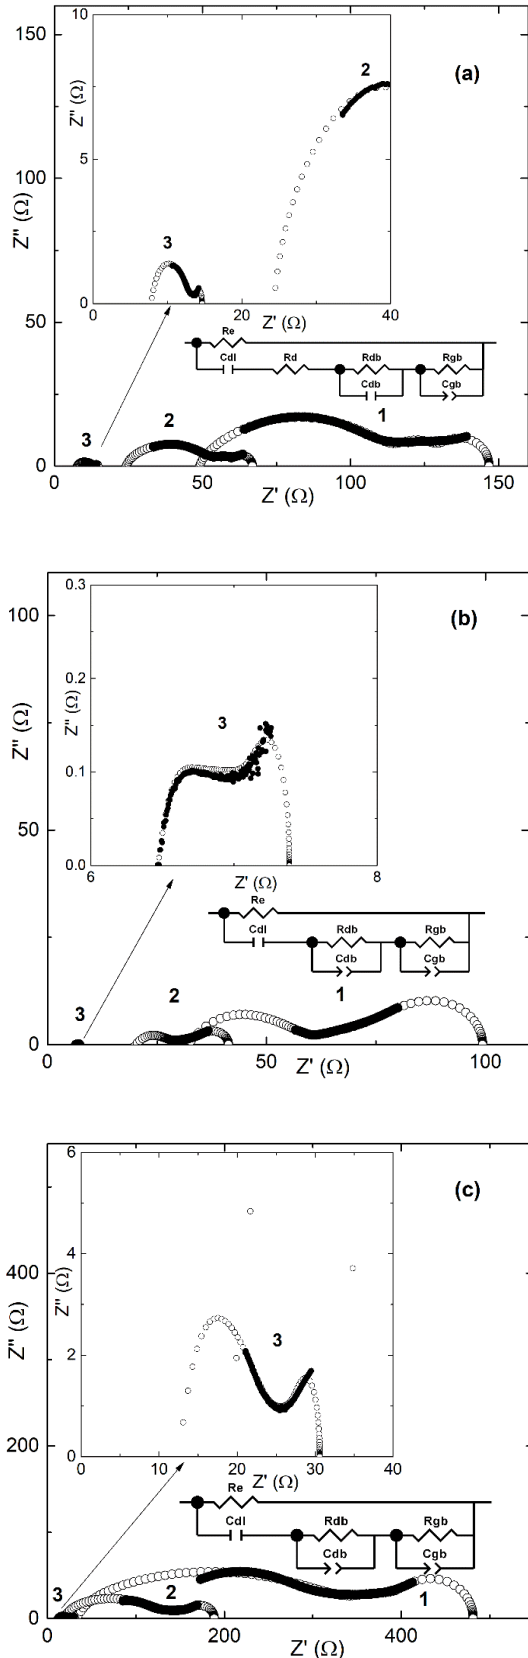 (a)
150
100
50
0
Z" (Ω)
10
5
0
Z" (Ω)
2
3
0 20 40
Z' (Ω)
Re
Cdl Rd Rdb Rgb
Cdb Cgb
1
2
3
0 50 100 150
Z' (Ω)
(b)
100
50
0
Z" (Ω)
0.3
0.2
0.1
0.0
Z" (Ω)
3
6 8
Z' (Ω)
Re
Cdl Rdb Rgb
Cdb Cgb
1
2
3
0 50 100
Z' (Ω)
(c)
400
200
0
Z" (Ω)
6
4
2
0
Z" (Ω)
3
0 10 20 30 40
Z' (Ω)
Re
Cdl Rdb Rgb
Cdb Cgb
3
2
1
0 200 400
Z' (Ω)